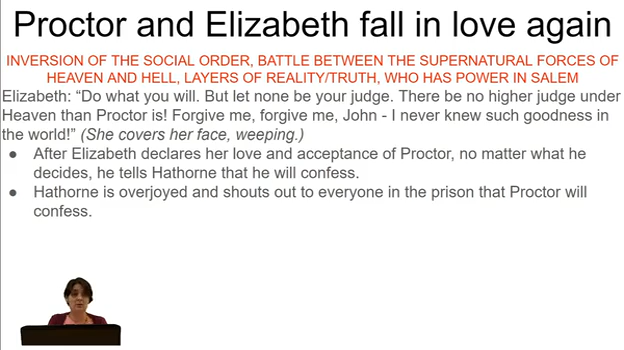 Proctor and Elizabeth fall in love again
INVERSION OF THE SOCIAL ORDER, BATTLE BETWEEN THE SUPERNATURAL FORCES OF
HEAVEN AND HELL, LAYERS OF REALITY/TRUTH, WHO HAS POWER IN SALEM
Elizabeth: “Do what you will. But let none be your judge. There be no higher judge under
Heaven than Proctor is! Forgive me, forgive me, John - I never knew such goodness in
the world!” (She covers her face, weeping.)
● After Elizabeth declares her love and acceptance of Proctor, no matter what he
decides, he tells Hathorne that he will confess.
● Hathorne is overjoyed and shouts out to everyone in the prison that Proctor will
confess.